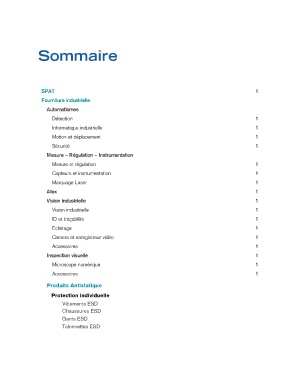 Sommaire
SPAT 1
Fourniture industrielle
Automatismes
Détection 1
Informatique industrielle 1
Motion et déplacement 1
Sécurité 1
Mesure – Régulation – Instrumentation
Mesure et régulation 1
Capteurs et instrumentation 1
Marquage Laser 1
Atex 1
Vision Industrielle 1
Vision industrielle 1
ID et traçabilité 1
Eclairage 1
Camera et enregistreur vidéo 1
Accessoires 1
Inspection visuelle 1
Microscope numérique 1
Accessoires 1
Produits Antistatique
Protection individuelle
Vêtements ESD
Chaussures ESD
Gants ESD
Talonnettes ESD